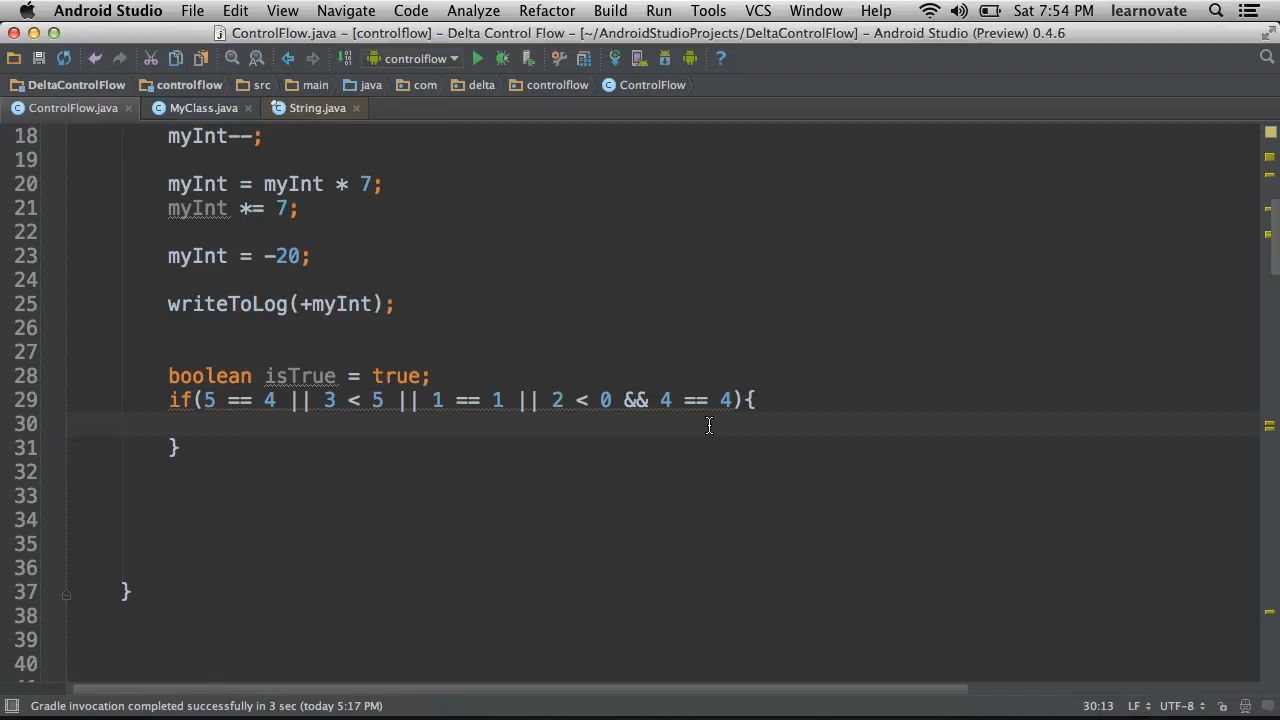 Android Studio File Edit View Navigate Code Analyze Refactor Build Run Tools VCS Window Help Sat 7:54 PM learnovate
ControlFlow.java - [controlflow] - Delta Control Flow - [~/AndroidStudioProjects/DeltaControlFlow] - Android Studio (Preview) 0.4.6
controlflow
DeltaControlFlow controlflow src main java com delta controlflow ControlFlow
ControlFlow.java MyClass.java String.java
18 myInt--;
19
20 myInt = myInt * 7;
21 myInt *= 7;
22
23 myInt = -20;
24
25 writeToLog(+myInt);
26
27
28 boolean isTrue = true;
29 if(5 == 4 || 3 < 5 || 1 == 1 || 2 < 0 && 4 == 4){
30
31 }
32
33
34
35
36
37 }
38
39
40
Gradle invocation completed successfully in 3 sec (today 5:17 PM) 30:13 LF UTF-8